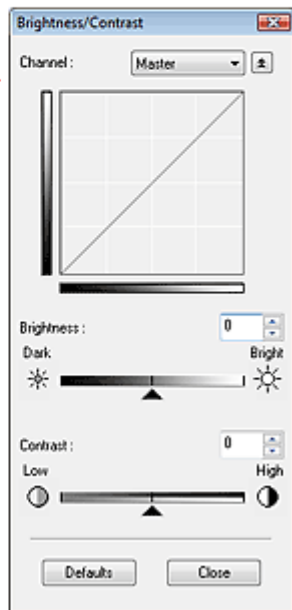 Brightness/Contrast
Channel : Master
Brightness : 0
Dark Bright
Contrast : 0
Low High
Defaults Close